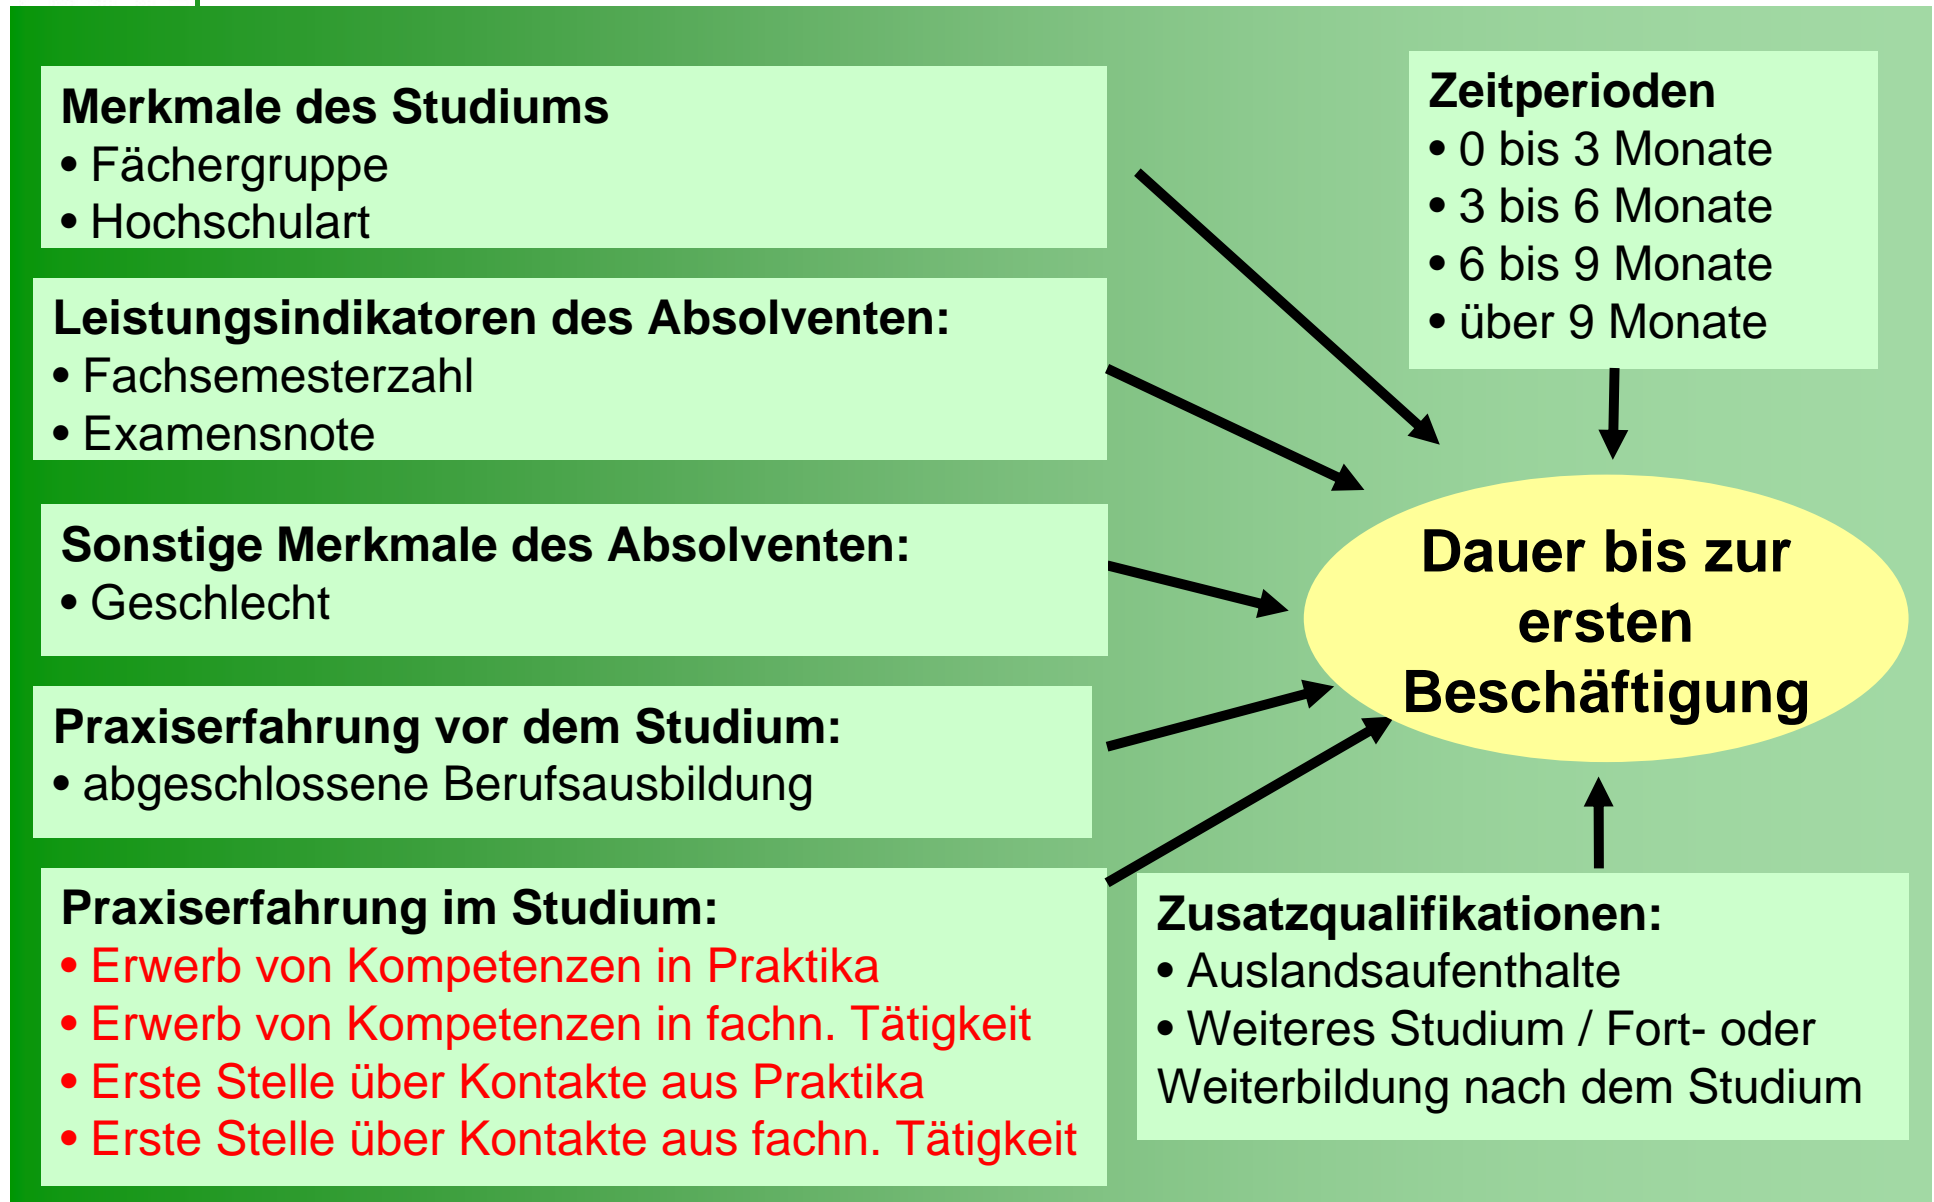 Merkmale des Studiums
• Fächergruppe
• Hochschulart
Leistungsindikatoren des Absolventen:
• Fachsemesterzahl
• Examensnote
Sonstige Merkmale des Absolventen:
• Geschlecht
Praxiserfahrung vor dem Studium:
• abgeschlossene Berufsausbildung
Praxiserfahrung im Studium:
• Erwerb von Kompetenzen in Praktika
• Erwerb von Kompetenzen in fachn. Tätigkeit
• Erste Stelle über Kontakte aus Praktika
• Erste Stelle über Kontakte aus fachn. Tätigkeit
Zeitperioden
• 0 bis 3 Monate
• 3 bis 6 Monate
• 6 bis 9 Monate
• über 9 Monate
Dauer bis zur
ersten
Beschäftigung
Zusatzqualifikationen:
• Auslandsaufenthalte
• Weiteres Studium / Fort- oder
Weiterbildung nach dem Studium